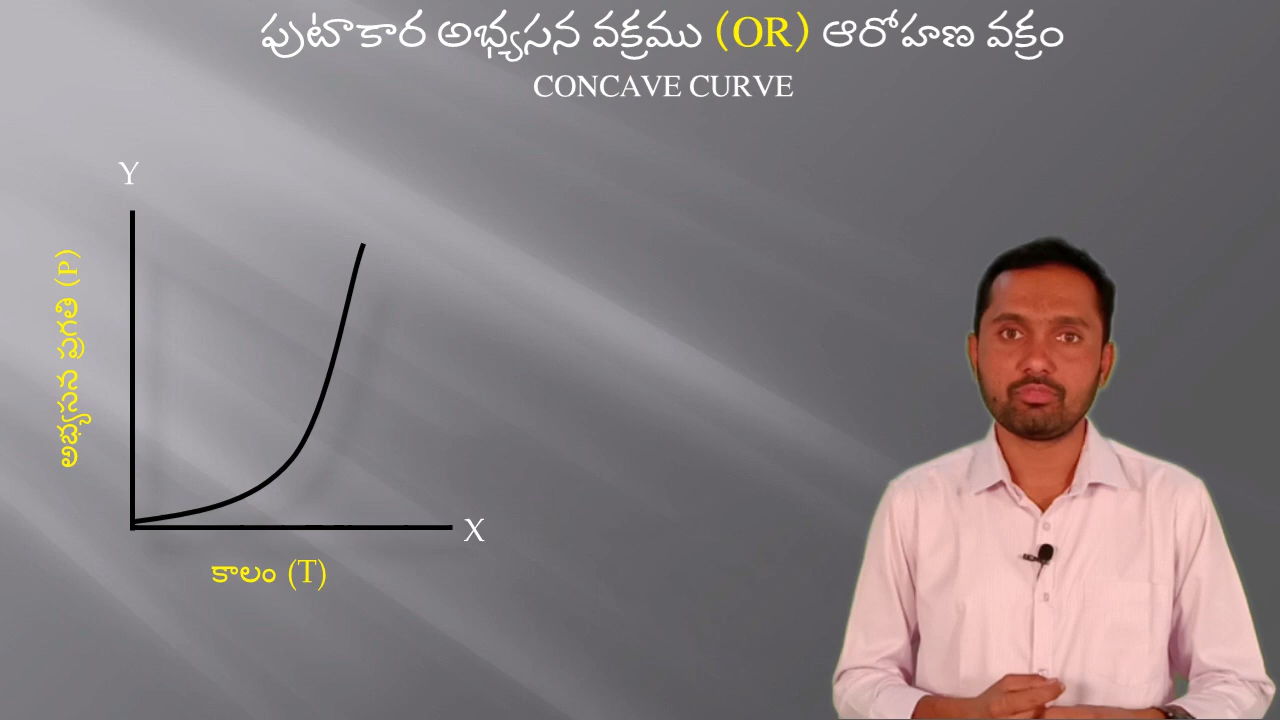 పుటాకార అభ్యసన వక్రము (OR) ఆరోహణ వక్రం
CONCAVE CURVE
Y
అభ్యసన ప్రగతి (P)
X
కాలం (T)